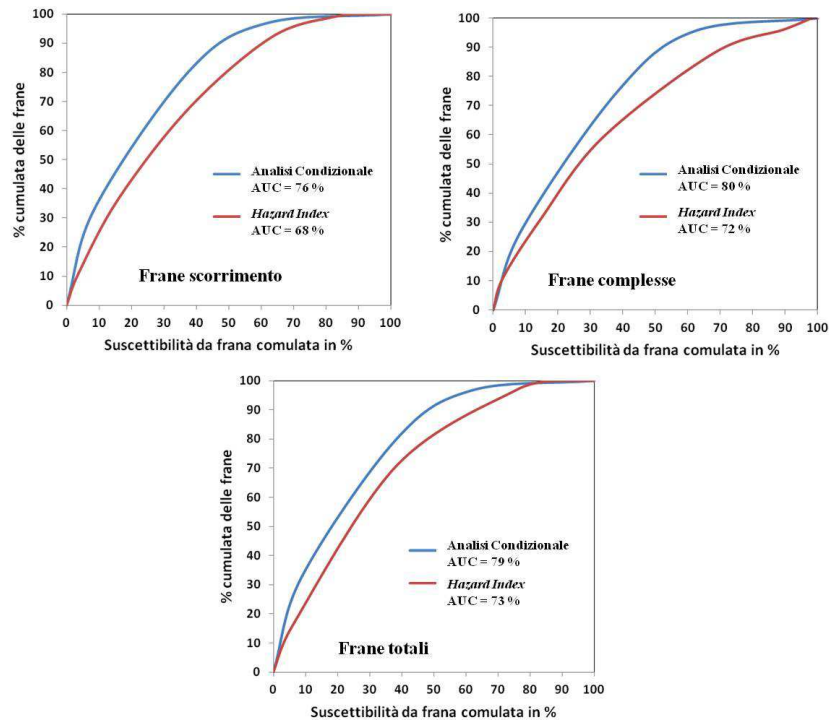 % cumulata delle frane
100
90
80
70
60
50
40
30
20
10
0
Analisi Condizionale
AUC = 76 %
Hazard Index
AUC = 68 %
Frane scorrimento
0 10 20 30 40 50 60 70 80 90 100
Suscettibilità da frana comulata in %
% cumulata delle frane
100
90
80
70
60
50
40
30
20
10
0
Analisi Condizionale
AUC = 80 %
Hazard Index
AUC = 72 %
Frane complesse
0 10 20 30 40 50 60 70 80 90 100
Suscettibilità da frana comulata in %
% cumulata delle frane
100
90
80
70
60
50
40
30
20
10
0
Analisi Condizionale
AUC = 79 %
Hazard Index
AUC = 73 %
Frane totali
0 10 20 30 40 50 60 70 80 90 100
Suscettibilità da frana comulata in %